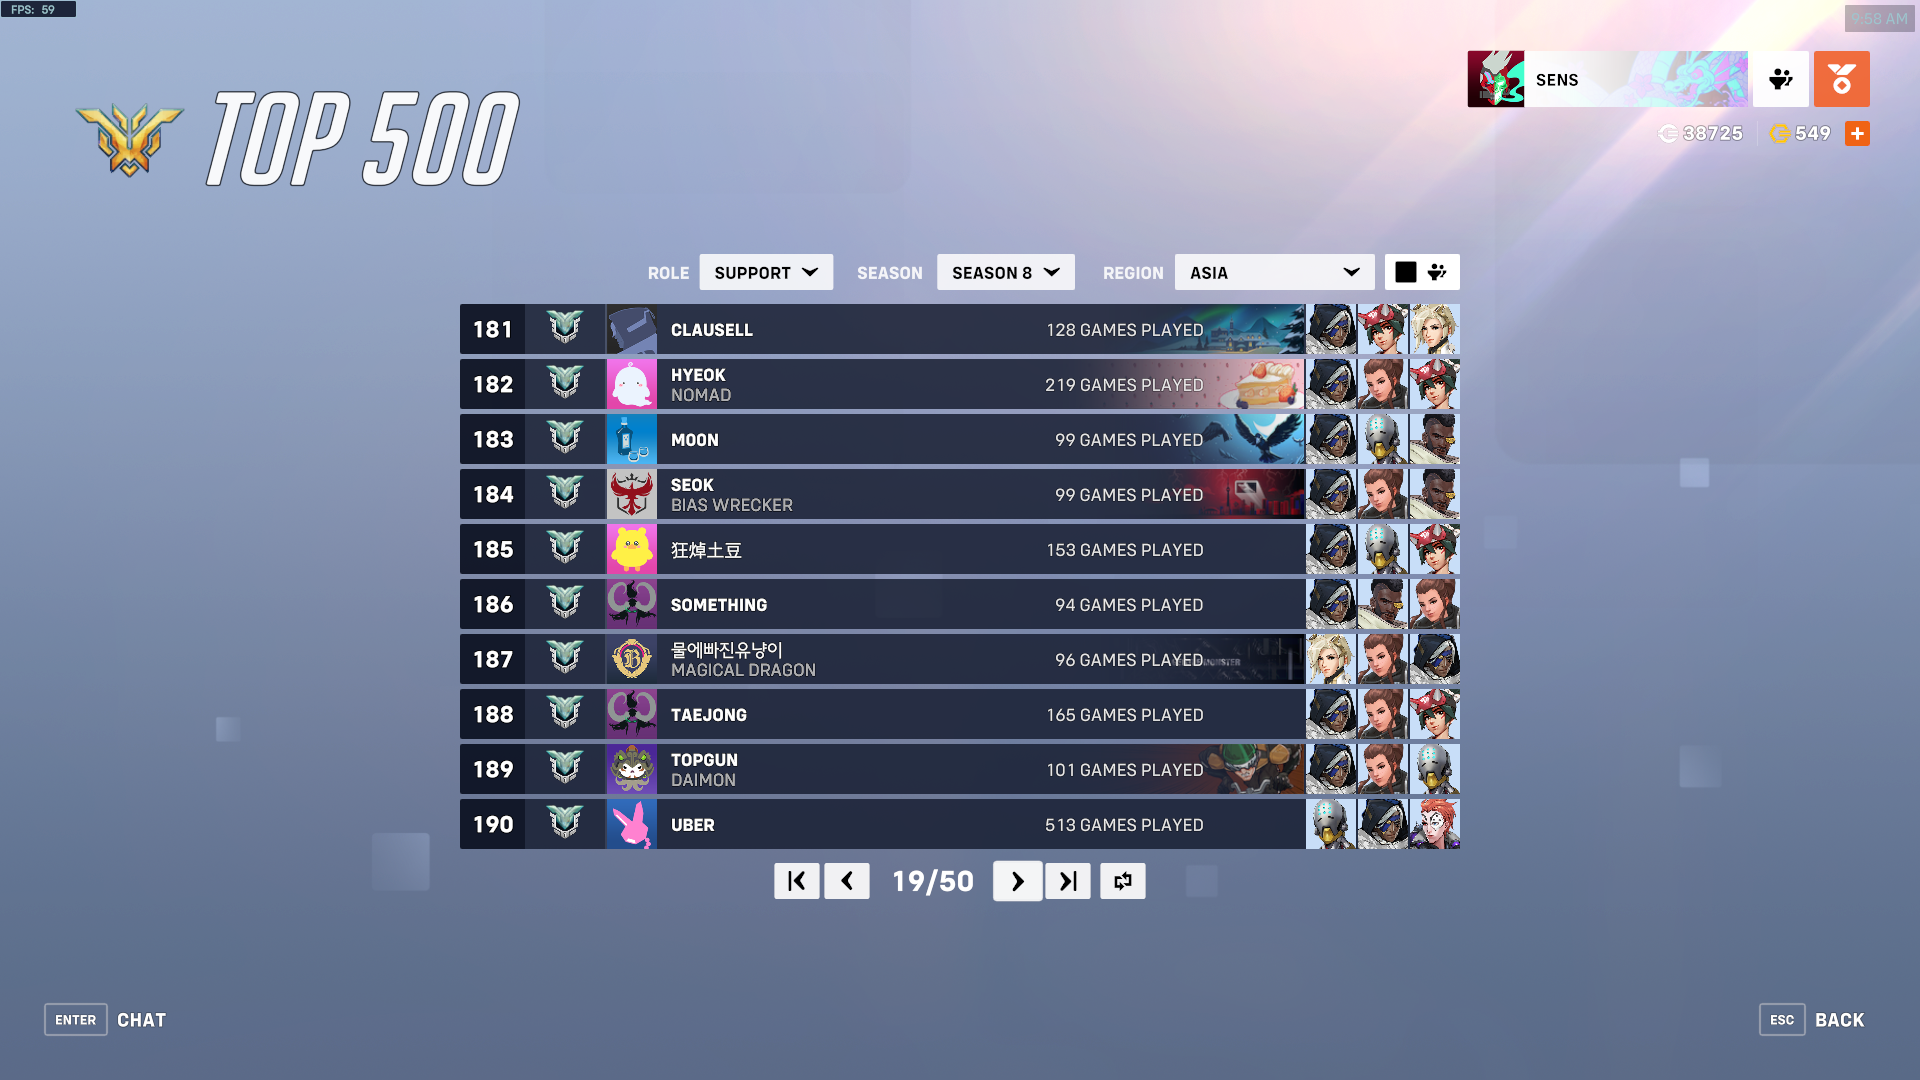 FPS: 59
9:58 AM
TOP 500
SENS
38725
549
ROLE
SUPPORT
SEASON
SEASON 8
REGION
ASIA
181 CLAUSELL 128 GAMES PLAYED
182 HYEOK 219 GAMES PLAYED
NOMAD
183 MOON 99 GAMES PLAYED
184 SEOK 99 GAMES PLAYED
BIAS WRECKER
185 狂焯土豆 153 GAMES PLAYED
186 SOMETHING 94 GAMES PLAYED
187 물에빠진유냥이 96 GAMES PLAYED
MAGICAL DRAGON
188 TAEJONG 165 GAMES PLAYED
189 TOPGUN 101 GAMES PLAYED
DAIMON
190 UBER 513 GAMES PLAYED
19/50
ENTER CHAT
ESC BACK